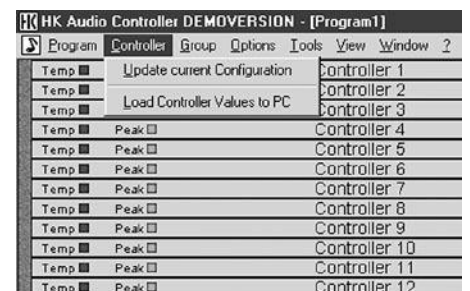 HK HK Audio Controller DEMOVERSION - [Program1]
Program Controller Group Options Tools View Window ?
Update current Configuration
Load Controller Values to PC
Temp Controller 1
Temp Controller 2
Temp Controller 3
Temp Peak Controller 4
Temp Peak Controller 5
Temp Peak Controller 6
Temp Peak Controller 7
Temp Peak Controller 8
Temp Peak Controller 9
Temp Peak Controller 10
Temp Peak Controller 11
Temp Peak Controller 12